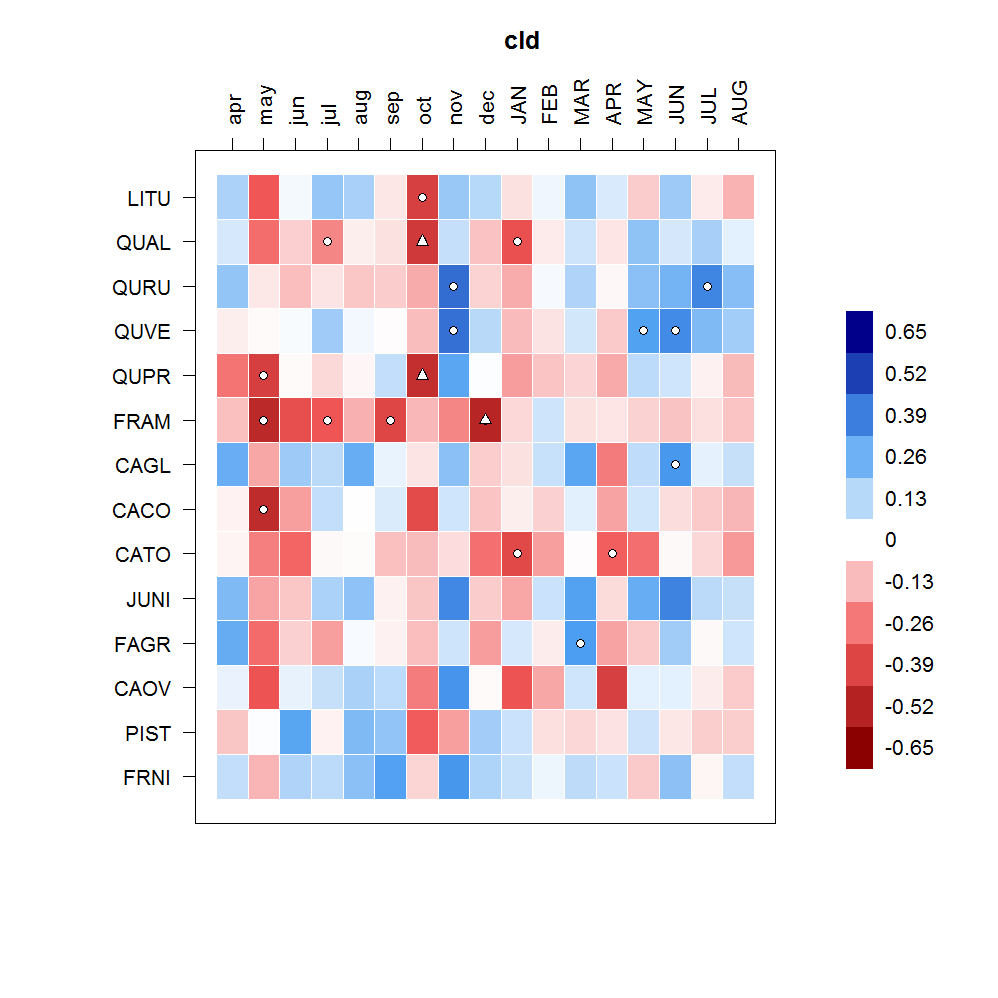 cld
apr may jun jul aug sep oct nov dec JAN FEB MAR APR MAY JUN JUL AUG
LITU
QUAL
QURU
QUVE
QUPR
FRAM
CAGL
CACO
CATO
JUNI
FAGR
CAOV
PIST
FRNI
0.65
0.52
0.39
0.26
0.13
0
-0.13
-0.26
-0.39
-0.52
-0.65